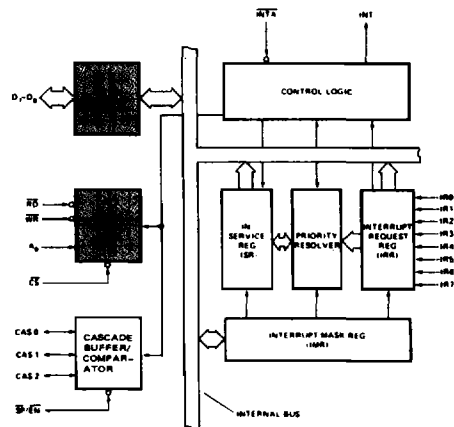 INTA
INT
CONTROL LOGIC
D7-D0
RD
WR
A0
CS
IN
SERVICE
REG
(ISR)
PRIORITY
RESOLVER
INTERRUPT
REQUEST
REG
(IRR)
IR0
IR1
IR2
IR3
IR4
IR5
IR6
IR7
INTERRUPT MASK REG
(IMR)
CASCADE
BUFFER/
COMPAR-
ATOR
CAS 0
CAS 1
CAS 2
SP/EN
INTERNAL BUS